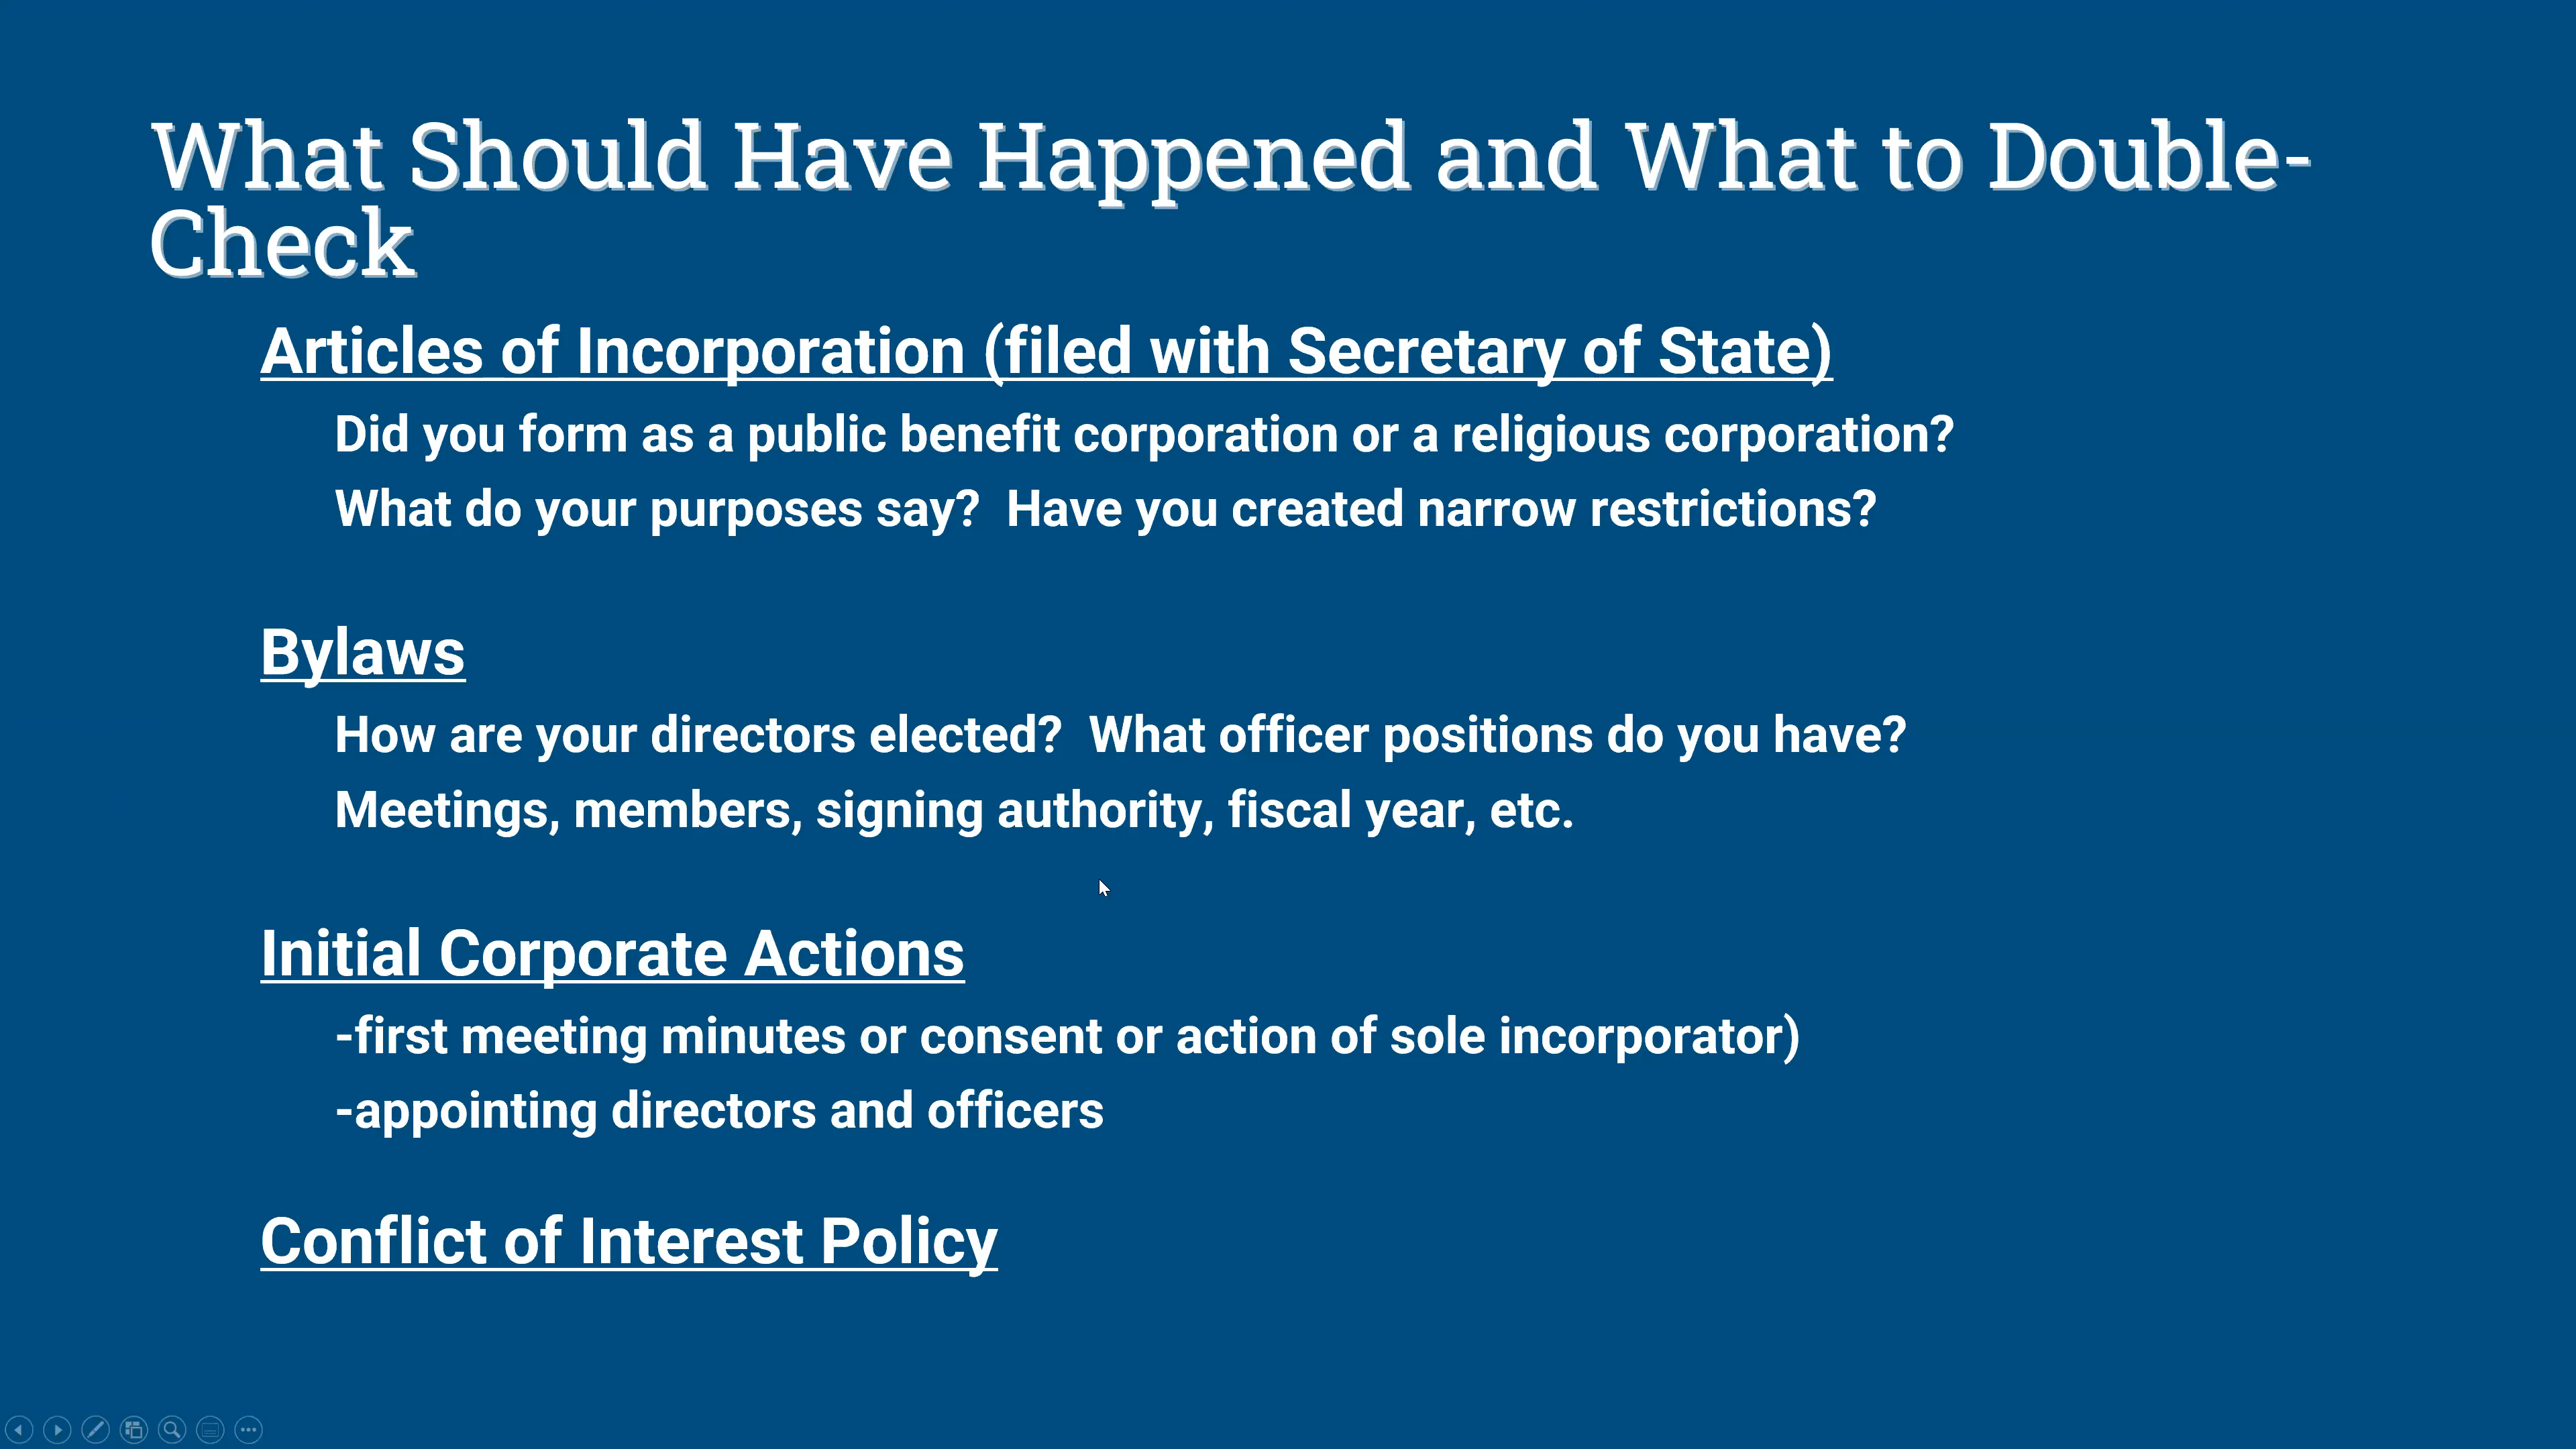 What Should Have Happened and What to Double-
Check
Articles of Incorporation (filed with Secretary of State)
Did you form as a public benefit corporation or a religious corporation?
What do your purposes say?  Have you created narrow restrictions?
Bylaws
How are your directors elected?  What officer positions do you have?
Meetings, members, signing authority, fiscal year, etc.
Initial Corporate Actions
-first meeting minutes or consent or action of sole incorporator)
-appointing directors and officers
Conflict of Interest Policy